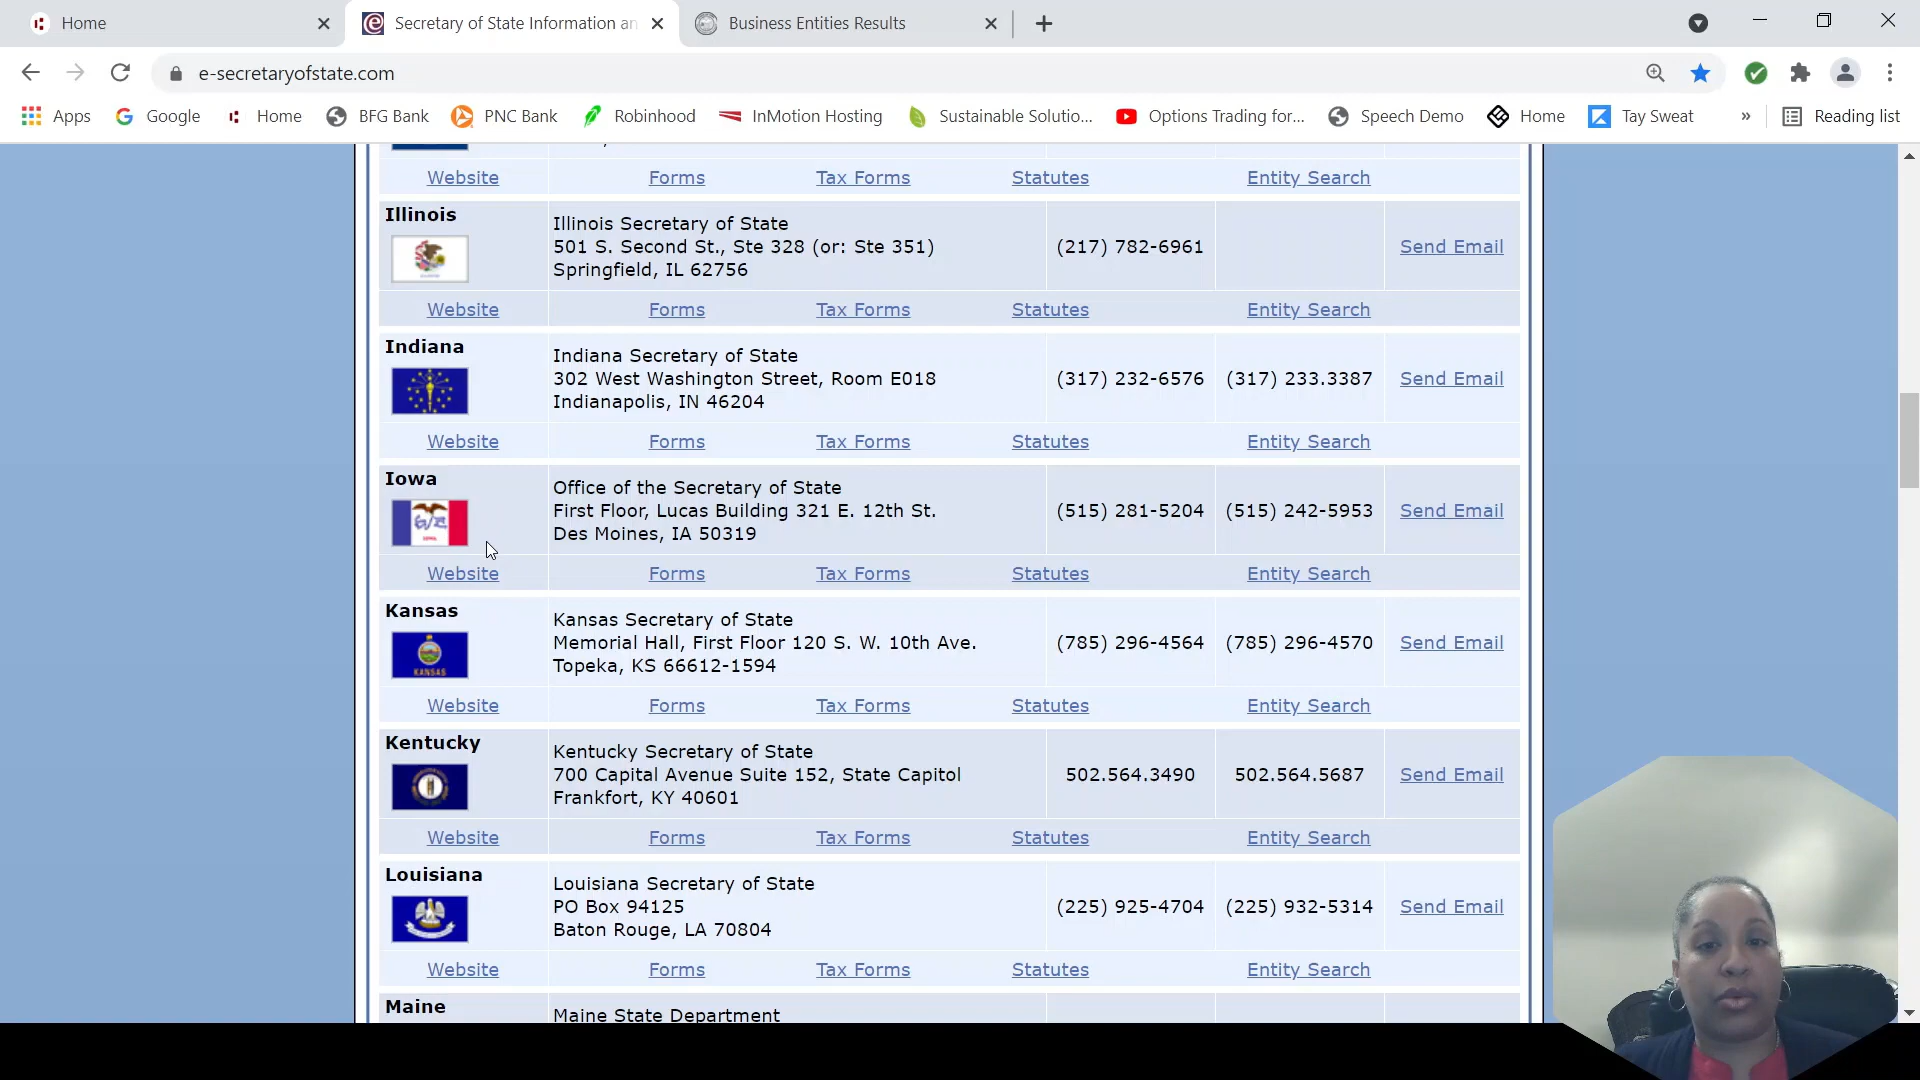 Home
Secretary of State Information an
Business Entities Results
e-secretaryofstate.com
Apps
Google
Home
BFG Bank
PNC Bank
Robinhood
InMotion Hosting
Sustainable Solutio...
Options Trading for...
Speech Demo
Home
Tay Sweat
»
Reading list
Website Forms Tax Forms Statutes Entity Search
Illinois
Illinois Secretary of State
501 S. Second St., Ste 328 (or: Ste 351)
Springfield, IL 62756
(217) 782-6961
Send Email
Website Forms Tax Forms Statutes Entity Search
Indiana
Indiana Secretary of State
302 West Washington Street, Room E018
Indianapolis, IN 46204
(317) 232-6576
(317) 233.3387
Send Email
Website Forms Tax Forms Statutes Entity Search
Iowa
Office of the Secretary of State
First Floor, Lucas Building 321 E. 12th St.
Des Moines, IA 50319
(515) 281-5204
(515) 242-5953
Send Email
Website Forms Tax Forms Statutes Entity Search
Kansas
KANSAS
Kansas Secretary of State
Memorial Hall, First Floor 120 S. W. 10th Ave.
Topeka, KS 66612-1594
(785) 296-4564
(785) 296-4570
Send Email
Website Forms Tax Forms Statutes Entity Search
Kentucky
Kentucky Secretary of State
700 Capital Avenue Suite 152, State Capitol
Frankfort, KY 40601
502.564.3490
502.564.5687
Send Email
Website Forms Tax Forms Statutes Entity Search
Louisiana
Louisiana Secretary of State
PO Box 94125
Baton Rouge, LA 70804
(225) 925-4704
(225) 932-5314
Send Email
Website Forms Tax Forms Statutes Entity Search
Maine
Maine State Department